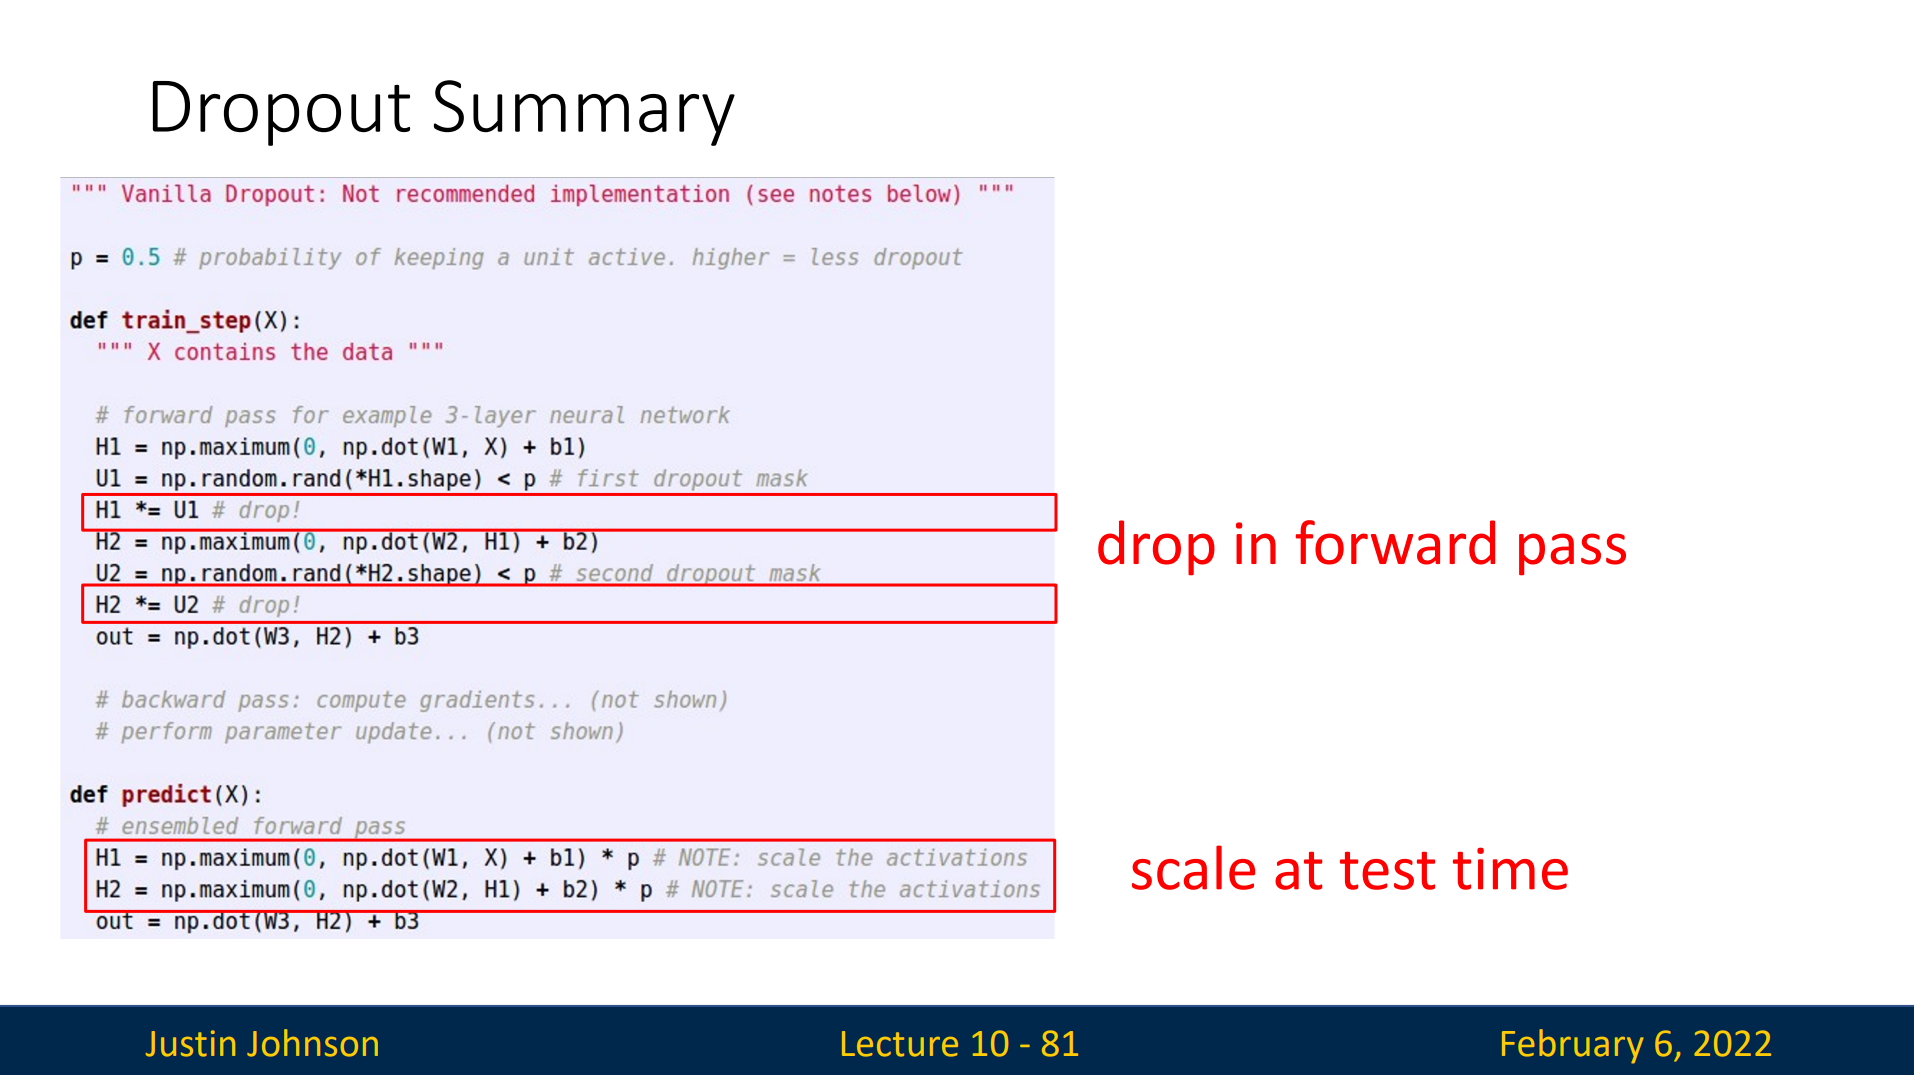 Dropout Summary
""" Vanilla Dropout: Not recommended implementation (see notes below) """
p = 0.5 # probability of keeping a unit active. higher = less dropout
def train_step(X):
""" X contains the data """
# forward pass for example 3-layer neural network
H1 = np.maximum(0, np.dot(W1, X) + b1)
U1 = np.random.rand(*H1.shape) < p # first dropout mask
H1 *= U1 # drop!
H2 = np.maximum(0, np.dot(W2, H1) + b2)
U2 = np.random.rand(*H2.shape) < p # second dropout mask
H2 *= U2 # drop!
out = np.dot(W3, H2) + b3
drop in forward pass
# backward pass: compute gradients... (not shown)
# perform parameter update... (not shown)
def predict(X):
# ensembled forward pass
H1 = np.maximum(0, np.dot(W1, X) + b1) * p # NOTE: scale the activations
H2 = np.maximum(0, np.dot(W2, H1) + b2) * p # NOTE: scale the activations
out = np.dot(W3, H2) + b3
scale at test time
Justin Johnson
Lecture 10 - 81
February 6, 2022